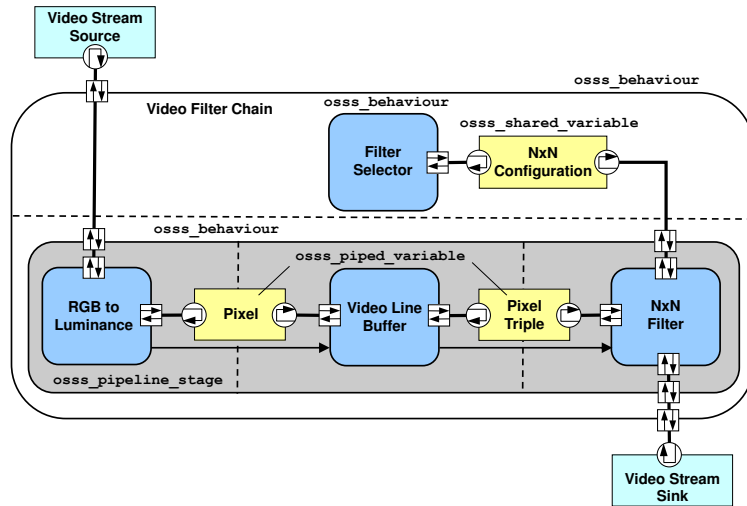 Video Stream
Source
osss_behaviour
Video Filter Chain
osss_behaviour
osss_shared_variable
Filter
Selector
NxN
Configuration
osss_behaviour
osss_piped_variable
RGB to
Luminance
Pixel
Video Line
Buffer
Pixel
Triple
NxN
Filter
osss_pipeline_stage
Video Stream
Sink